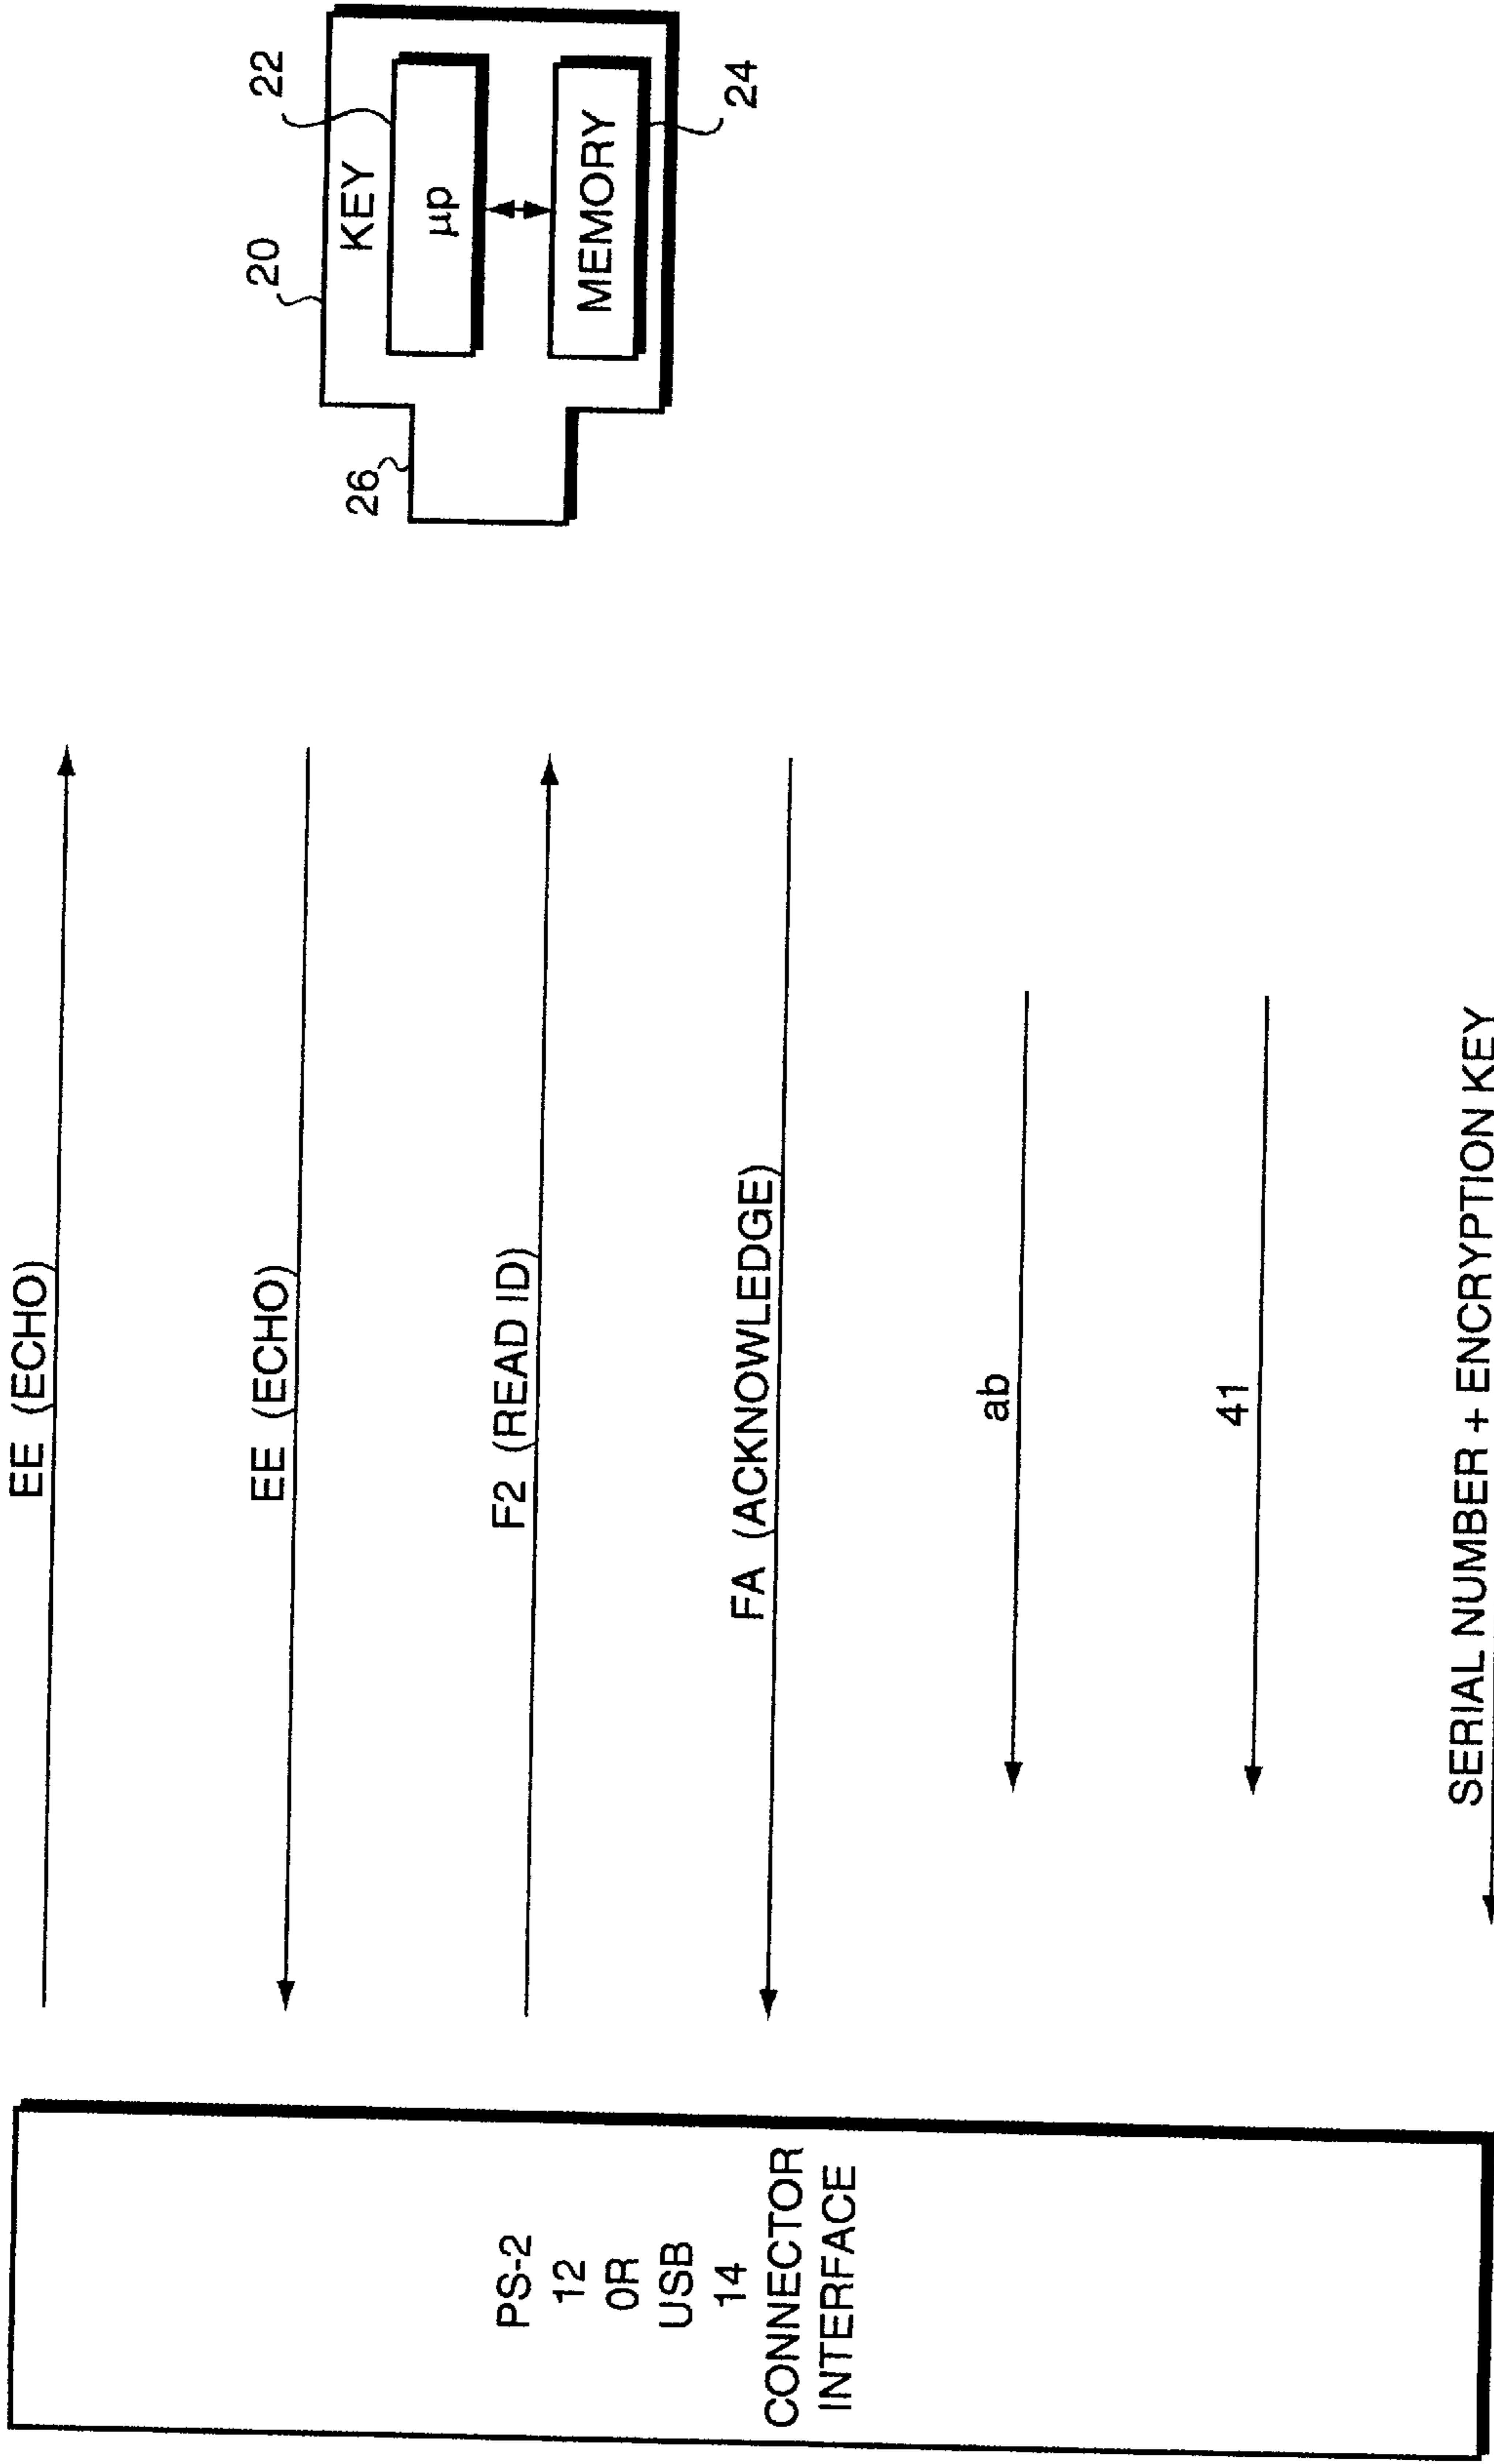 EE (ECHO)
EE (ECHO)
F2 (READ ID)
FA (ACKNOWLEDGE)
ab
41
SERIAL NUMBER + ENCRYPTION KEY
PS-2
12
0R
USB
14
CONNECTOR
INTERFACE
20
22
KEY
µp
MEMORY
24
26